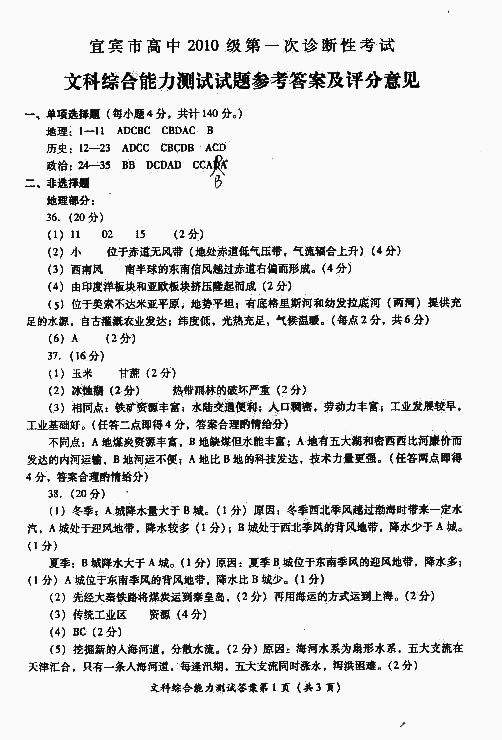 宜宾市高中 2010 级第一次诊断性考试
文科综合能力测试试题参考答案及评分意见
一、单项选择题（每小题4分，共计140分。）
地理：1—11 ADCBC CBDAC B
历史：12—23 ADCC CBCDB ACD
政治：24—35 BB DCDAD CCABA
B
二、非选择题
地理部分：
36.（20分）
（1）11 02 15 （2分）
（2）小 位于赤道无风带（地处赤道低气压带，气流辐合上升）（4分）
（3）西南风 南半球的东南信风越过赤道右偏而形成。（4分）
（4）由印度洋板块和亚欧板块挤压隆起而成（2分）
（5）位于美索不达米亚平原，地势平坦；有底格里斯河和幼发拉底河（两河）提供充
足的水源，自古灌溉农业发达；纬度低，光热充足，气候温暖。（每点2分，共6分）
（6）A （2分）
37.（16分）
（1）玉米 甘蔗（2分）
（2）冰蚀湖（2分） 热带雨林的破坏严重（2分）
（3）相同点：铁矿资源丰富；水陆交通便利；人口稠密，劳动力丰富；工业发展较早，
工业基础好。（任答二点即得4分，答案合理酌情给分）
不同点：A地煤炭资源丰富，B地缺煤但水能丰富；A地有五大湖和密西西比河廉价而
发达的内河运输，B地河运不便；A地比B地的科技发达，技术力量更强。（任答两点即得
4分，答案合理酌情给分）
38.（20分）
（1）冬季：A城降水量大于B城。（1分）原因：冬季西北季风越过渤海时带来一定水
汽，A城处于迎风地带，降水较多（1分）；B城处于西北季风的背风地带，降水少于A城。
（1分）
夏季：B城降水大于A城。（1分）原因：夏季B城位于东南季风的迎风地带，降水多；
（1分）A城位于东南季风的背风地带，降水比B城少。（1分）
（2）先经大秦铁路将煤炭运到秦皇岛，（2分）再用海运的方式运到上海。（2分）
（3）传统工业区 资源（4分）
（4）BC（2分）
（5）挖掘新的入海河道，分散水流。（2分）原因：海河水系为扇形水系，五大支流在
天津汇合，只有一条入海河道，每逢汛期，五大支流同时涨水，泻洪困难。（2分）
文科综合能力测试答案第1页（共3页）